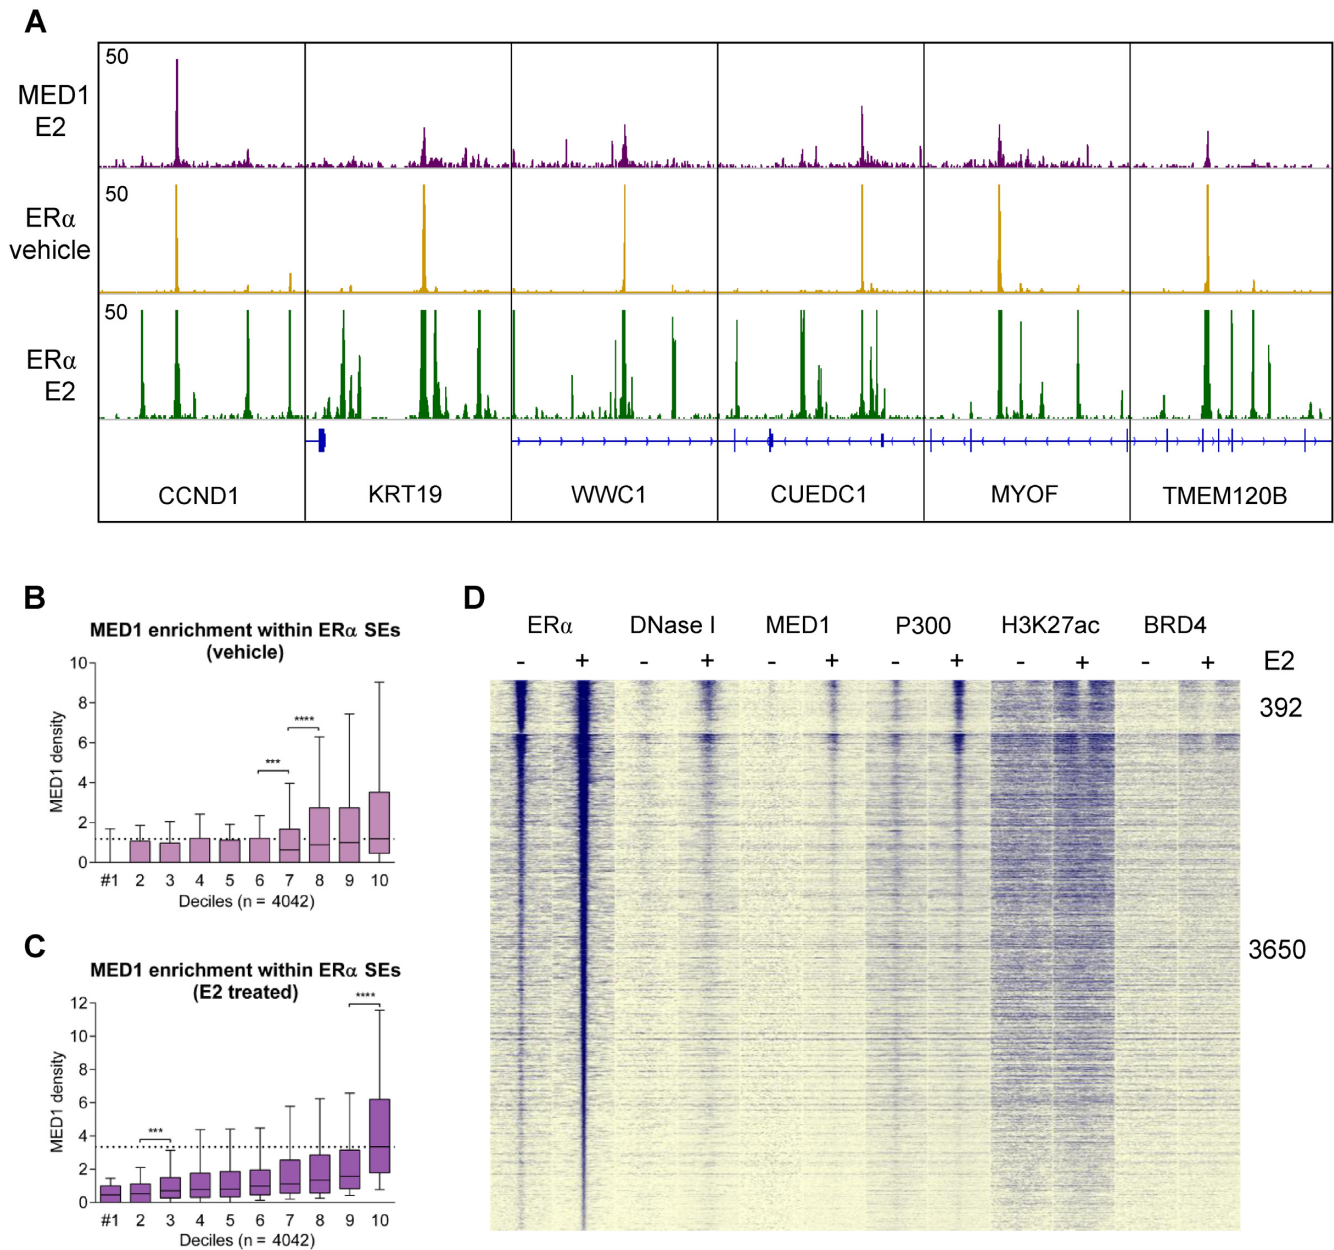 A
50
MED1
E2
50
ERα
vehicle
50
ERα
E2
CCND1 KRT19 WWC1 CUEDC1 MYOF TMEM120B
B
MED1 enrichment within ERα SEs
(vehicle)
MED1 density
10
8
6
4
2
0
***
****
#1 2 3 4 5 6 7 8 9 10
Deciles (n = 4042)
C
MED1 enrichment within ERα SEs
(E2 treated)
MED1 density
12
10
8
6
4
2
0
***
****
#1 2 3 4 5 6 7 8 9 10
Deciles (n = 4042)
D
ERα DNase I MED1 P300 H3K27ac BRD4
- + - + - + - + - + - + E2
392
3650